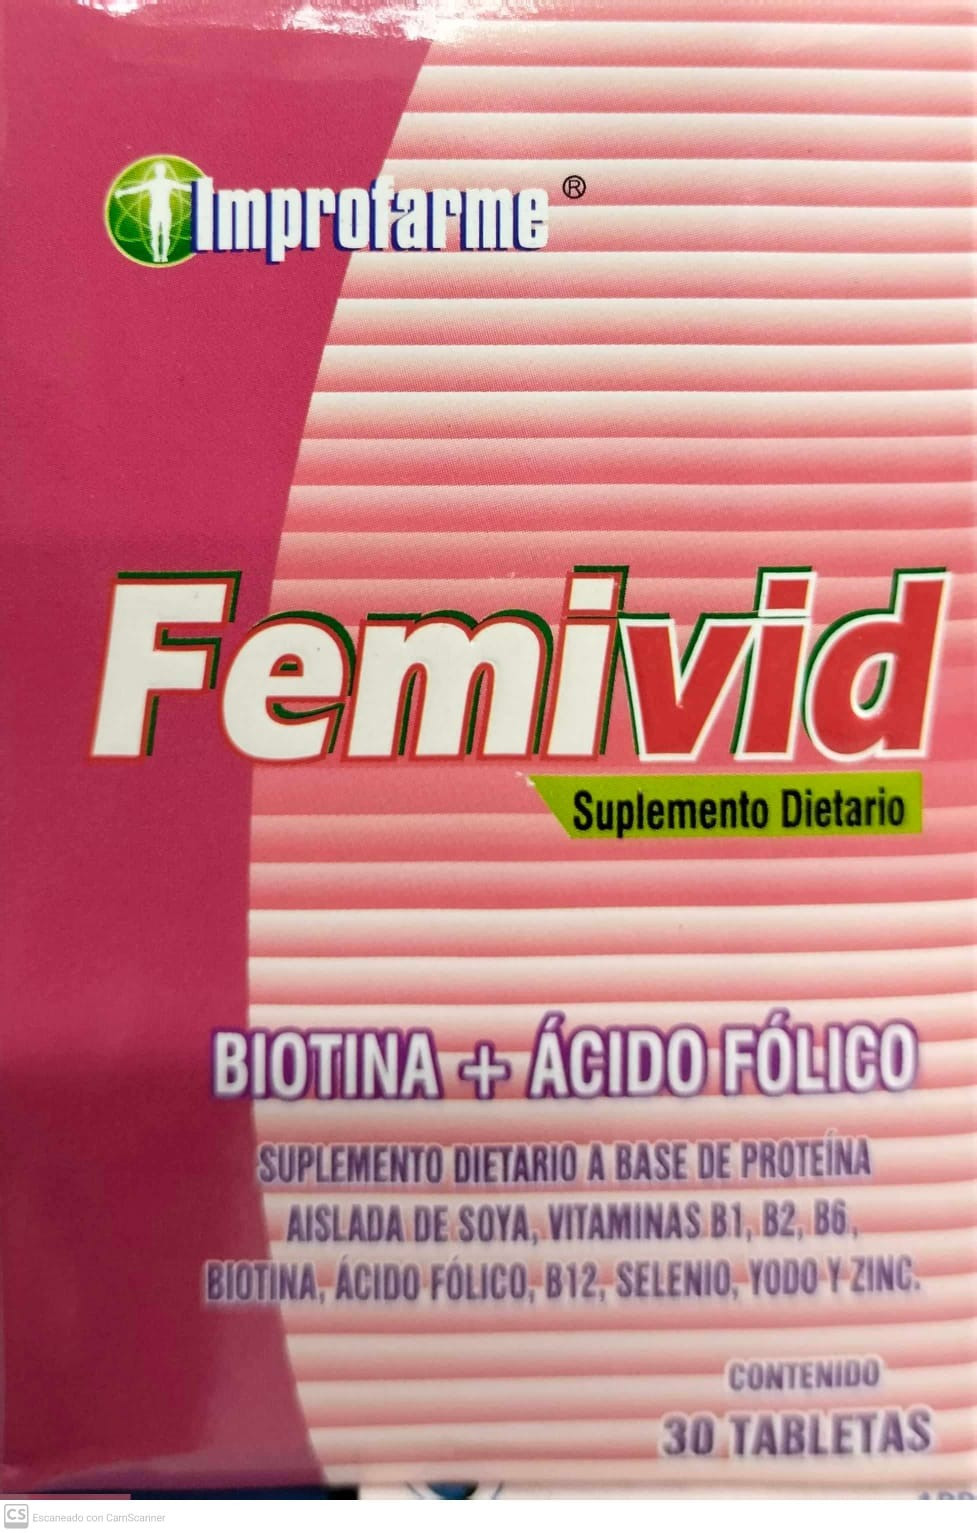 Improfarme ®
Femivid
Suplemento Dietario
BIOTINA + ÁCIDO FÓLICO
SUPLEMENTO DIETARIO A BASE DE PROTEÍNA
AISLADA DE SOYA, VITAMINAS B1, B2, B6,
BIOTINA, ÁCIDO FÓLICO, B12, SELENIO, YODO Y ZINC.
CONTENIDO
30 TABLETAS
CS Escaneado con CamScanner